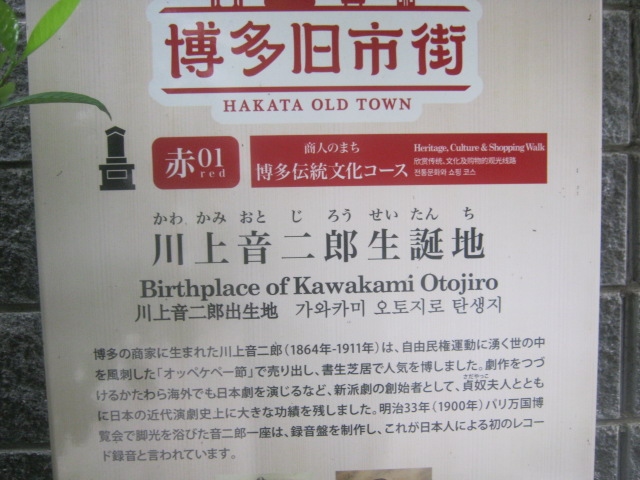 博多旧市街
HAKATA OLD TOWN
赤01
red
商人のまち
博多伝統文化コース
Heritage, Culture & Shopping Walk
欣赏传统、文化及购物的观光线路
전통문화와 쇼핑 코스
かわ かみ おと じ ろう せい たん ち
川上音二郎生誕地
Birthplace of Kawakami Otojiro
川上音二郎出生地 가와카미 오토지로 탄생지
博多の商家に生まれた川上音二郎(1864年-1911年)は、自由民権運動に湧く世の中
を風刺した「オッペケペー節」で売り出し、書生芝居で人気を博しました。劇作をつづ
けるかたわら海外でも日本劇を演じるなど、新派劇の創始者として、貞奴夫人ととも
さだやっこ
に日本の近代演劇史上に大きな功績を残しました。明治33年(1900年)パリ万国博
覧会で脚光を浴びた音二郎一座は、録音盤を制作し、これが日本人による初のレコー
ド録音と言われています。